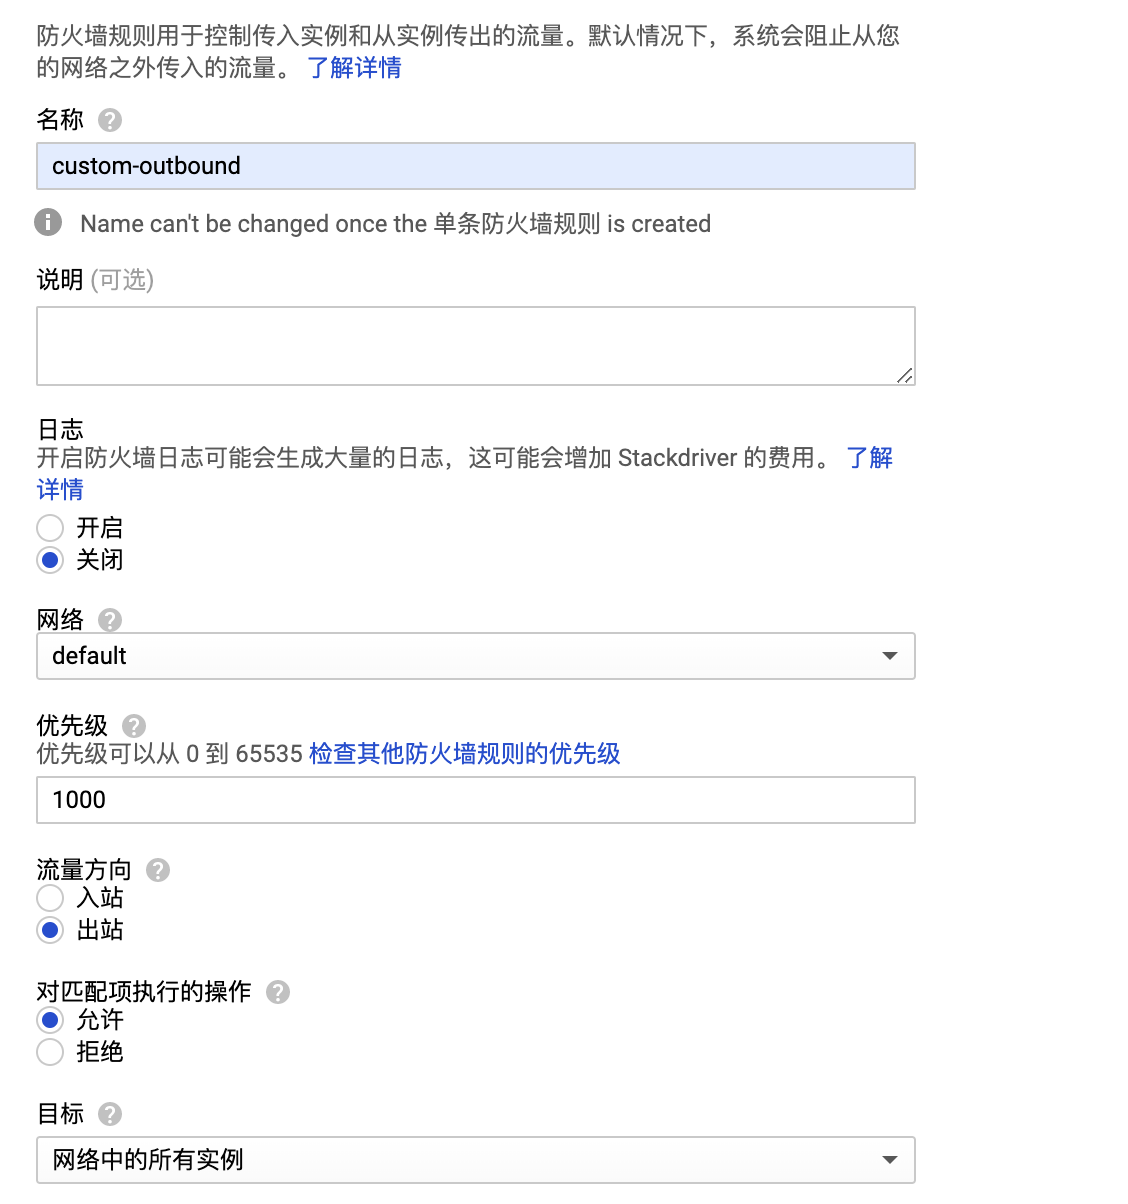 防火墙规则用于控制传入实例和从实例传出的流量。默认情况下，系统会阻止从您
的网络之外传入的流量。 了解详情
名称
custom-outbound
Name can't be changed once the 单条防火墙规则 is created
说明 (可选)
日志
开启防火墙日志可能会生成大量的日志，这可能会增加 Stackdriver 的费用。 了解
详情
开启
关闭
网络
default
优先级
优先级可以从 0 到 65535 检查其他防火墙规则的优先级
1000
流量方向
入站
出站
对匹配项执行的操作
允许
拒绝
目标
网络中的所有实例